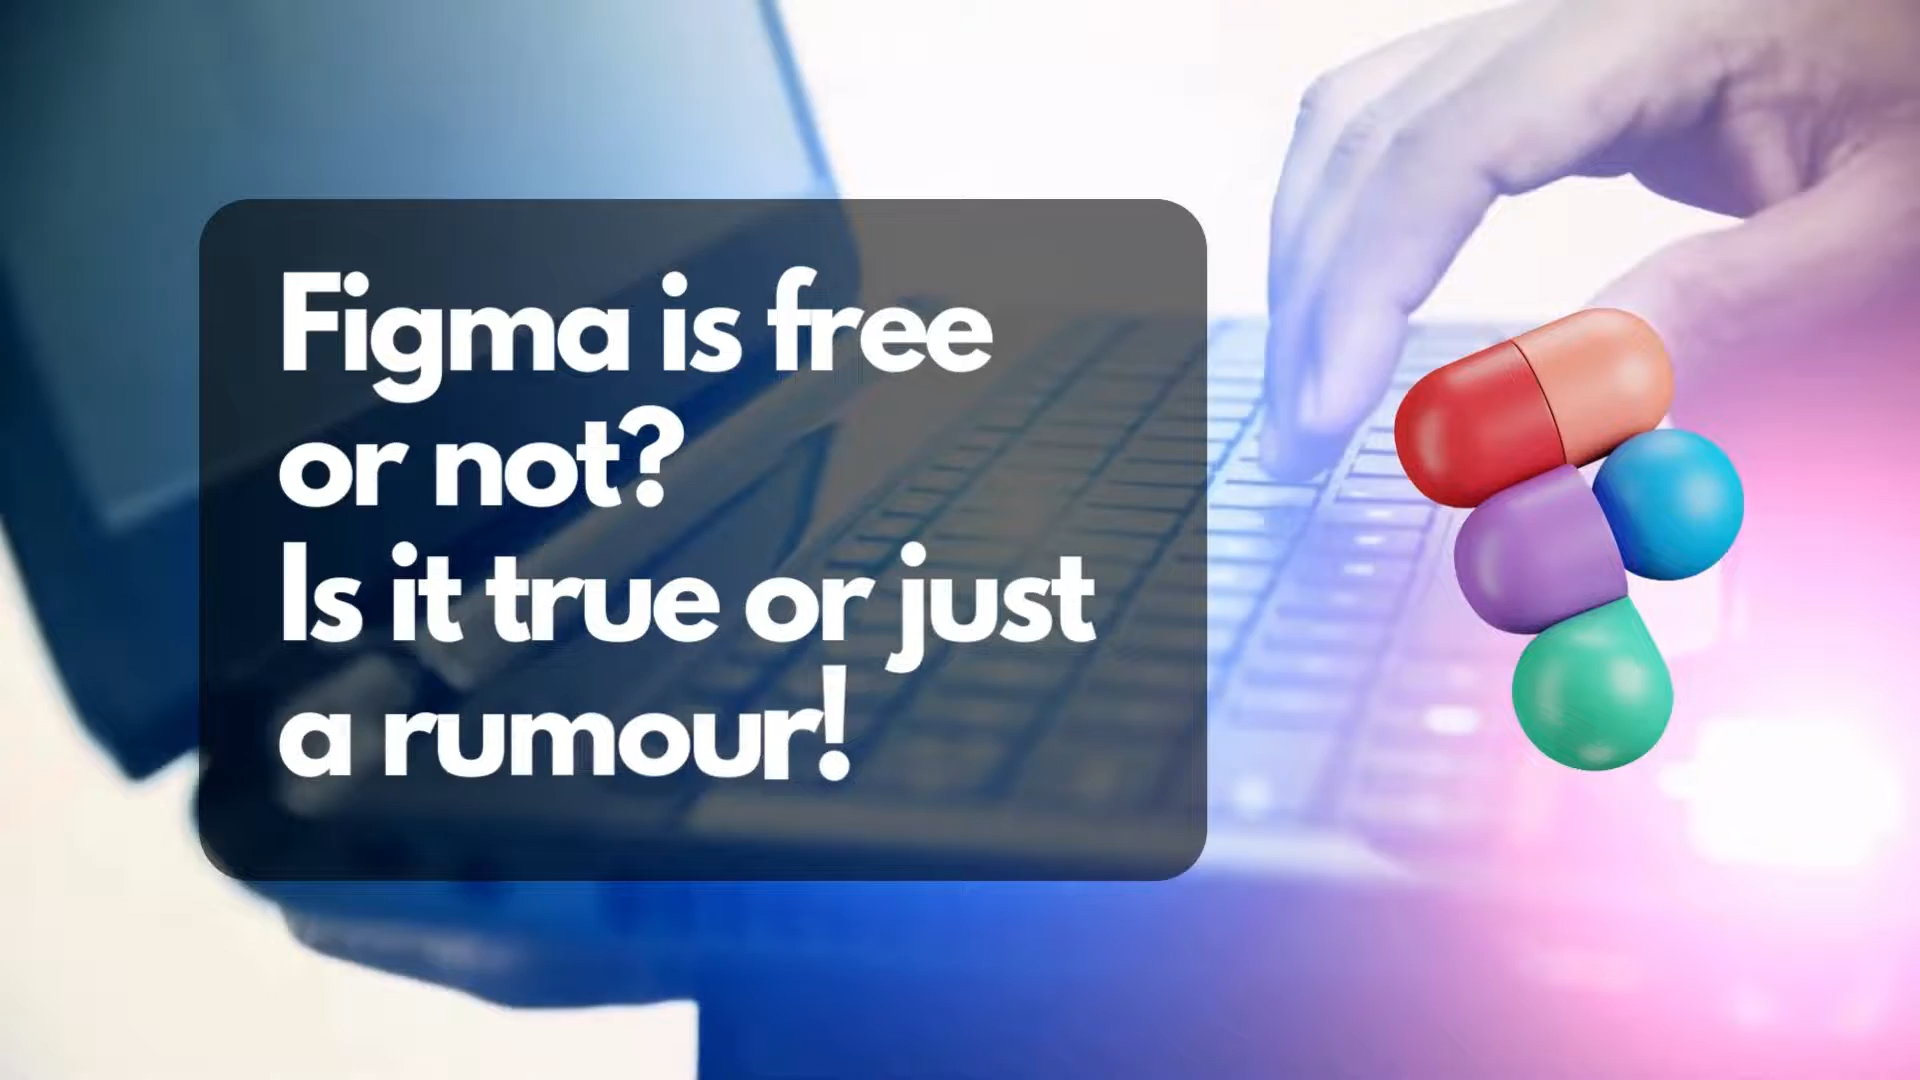 Figma is free
or not?
Is it true or just
a rumour!